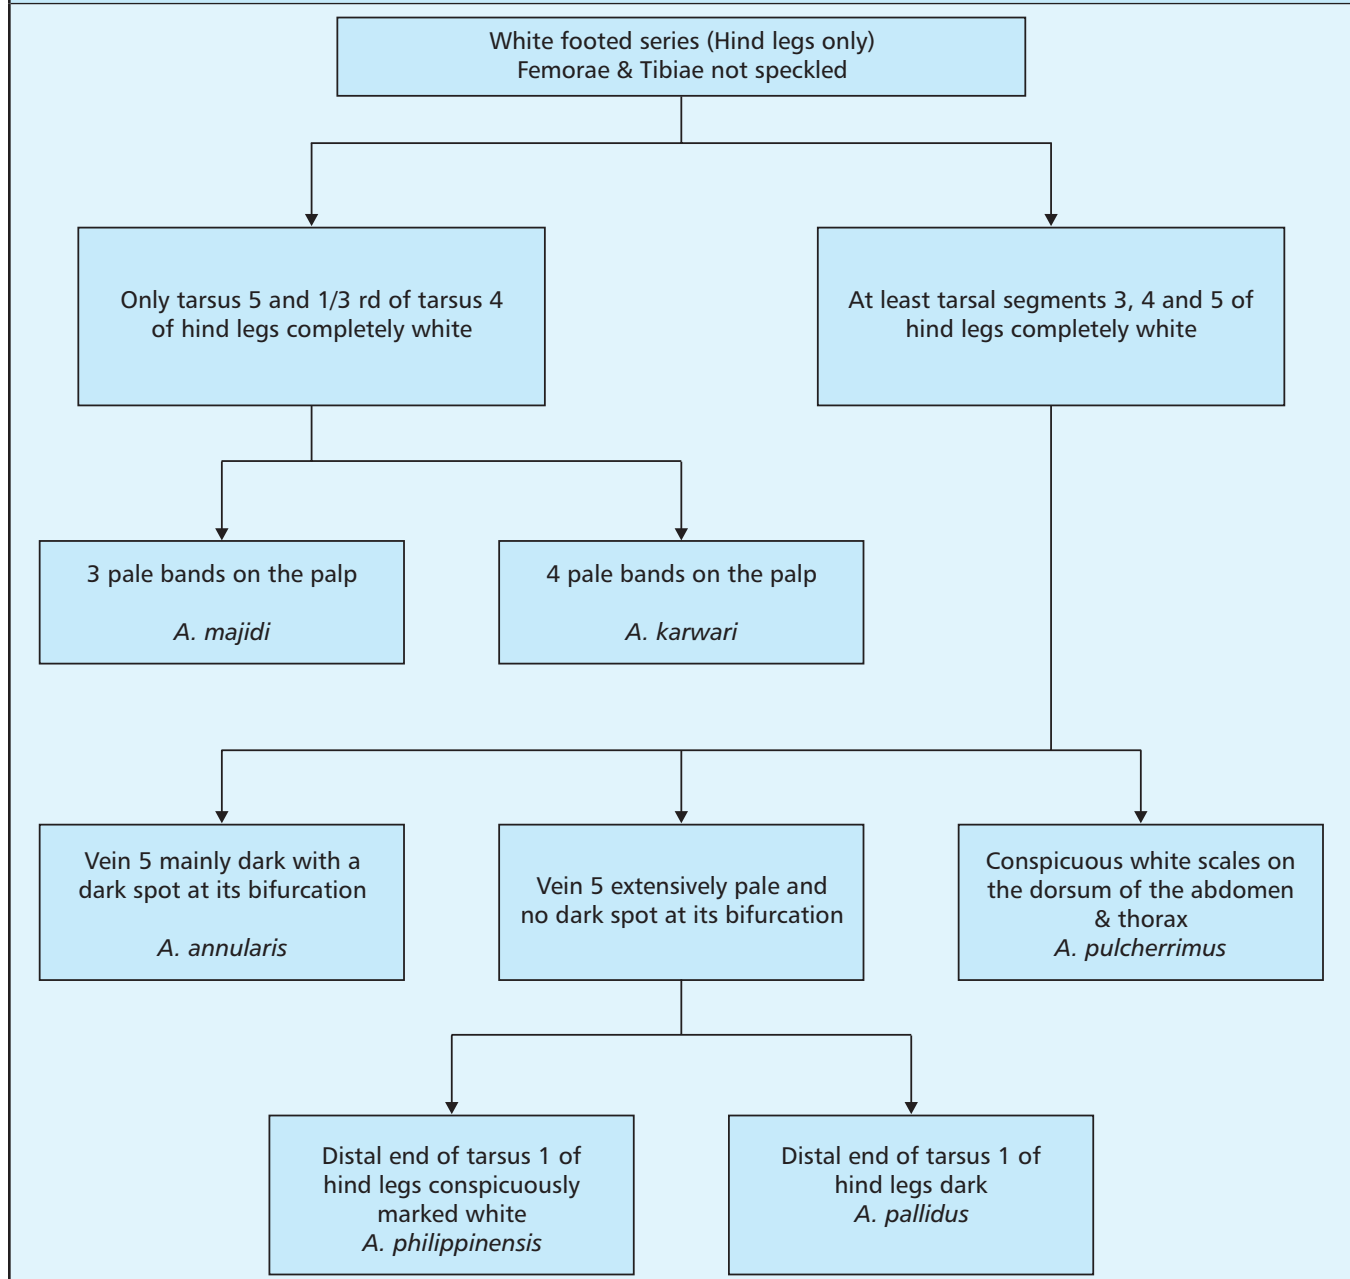 White footed series (Hind legs only)
Femorae & Tibiae not speckled
Only tarsus 5 and 1/3 rd of tarsus 4
of hind legs completely white
At least tarsal segments 3, 4 and 5 of
hind legs completely white
3 pale bands on the palp
A. majidi
4 pale bands on the palp
A. karwari
Vein 5 mainly dark with a
dark spot at its bifurcation
A. annularis
Vein 5 extensively pale and
no dark spot at its bifurcation
Conspicuous white scales on
the dorsum of the abdomen
& thorax
A. pulcherrimus
Distal end of tarsus 1 of
hind legs conspicuously
marked white
A. philippinensis
Distal end of tarsus 1 of
hind legs dark
A. pallidus